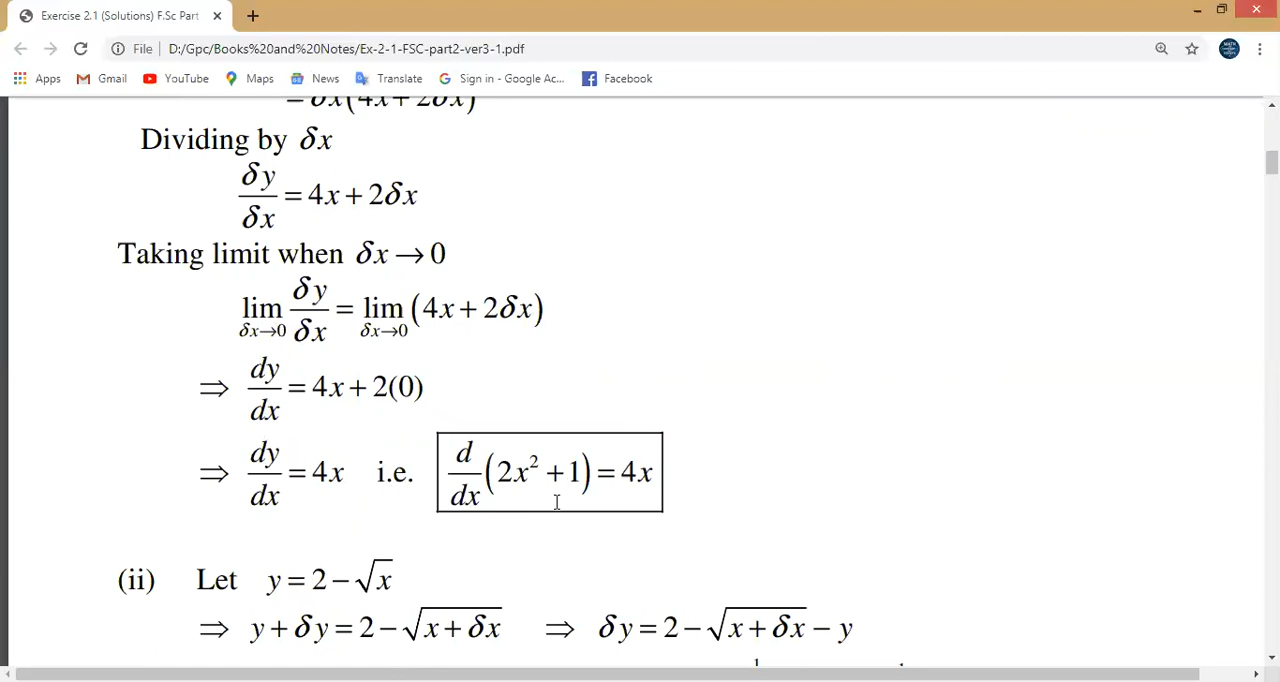 Exercise 2.1 (Solutions) F.Sc Part
File | D:/Gpc/Books%20and%20Notes/Ex-2-1-FSC-part2-ver3-1.pdf
Apps Gmail YouTube Maps News Translate Sign in - Google Ac... Facebook
= δx(4x + 2δx)
Dividing by δx
δy/δx = 4x + 2δx
Taking limit when δx → 0
lim δx→0 δy/δx = lim δx→0 (4x + 2δx)
⇒ dy/dx = 4x + 2(0)
⇒ dy/dx = 4x i.e. d/dx (2x² + 1) = 4x
(ii) Let y = 2 − √x
⇒ y + δy = 2 − √(x + δx) ⇒ δy = 2 − √(x + δx) − y